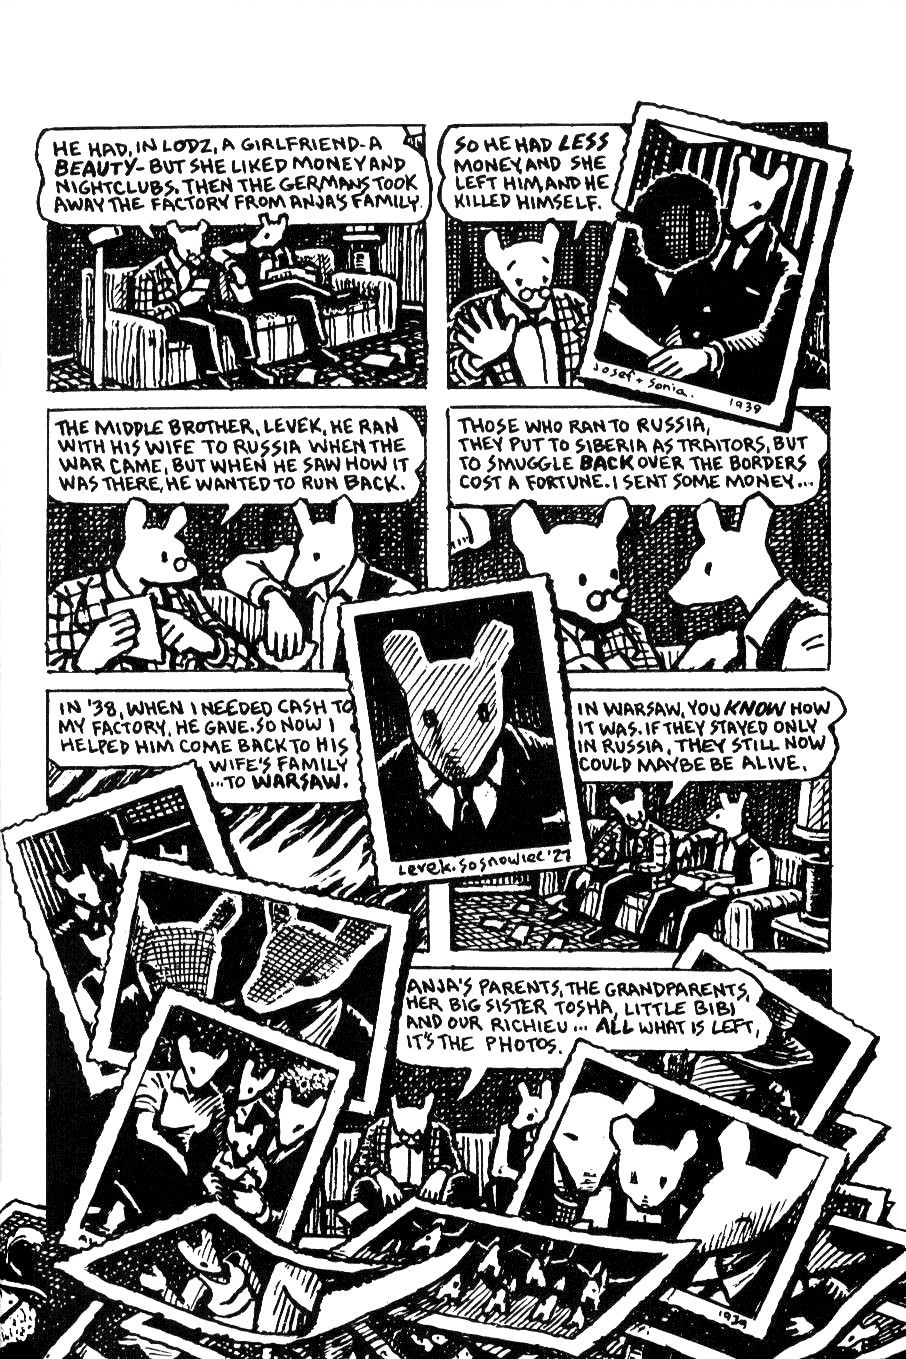 HE HAD, IN LODZ, A GIRLFRIEND-A
BEAUTY- BUT SHE LIKED MONEY AND
NIGHTCLUBS. THEN THE GERMANS TOOK
AWAY THE FACTORY FROM ANJA'S FAMILY.
SO HE HAD LESS
MONEY, AND SHE
LEFT HIM, AND HE
KILLED HIMSELF.
Josef + Sonia.
1939
THE MIDDLE BROTHER, LEVEK, HE RAN
WITH HIS WIFE TO RUSSIA WHEN THE
WAR CAME, BUT WHEN HE SAW HOW IT
WAS THERE, HE WANTED TO RUN BACK.
THOSE WHO RAN TO RUSSIA,
THEY PUT TO SIBERIA AS TRAITORS, BUT
TO SMUGGLE BACK OVER THE BORDERS
COST A FORTUNE. I SENT SOME MONEY...
IN '38, WHEN I NEEDED CASH TO
MY FACTORY, HE GAVE. SO NOW I
HELPED HIM COME BACK TO HIS
WIFE'S FAMILY
...TO WARSAW.
Levek. Sosnowiec '27
IN WARSAW, YOU KNOW HOW
IT WAS. IF THEY STAYED ONLY
IN RUSSIA, THEY STILL NOW
COULD MAYBE BE ALIVE.
ANJA'S PARENTS, THE GRANDPARENTS,
HER BIG SISTER TOSHA, LITTLE BIBI
AND OUR RICHIEU... ALL WHAT IS LEFT,
IT'S THE PHOTOS.
1939